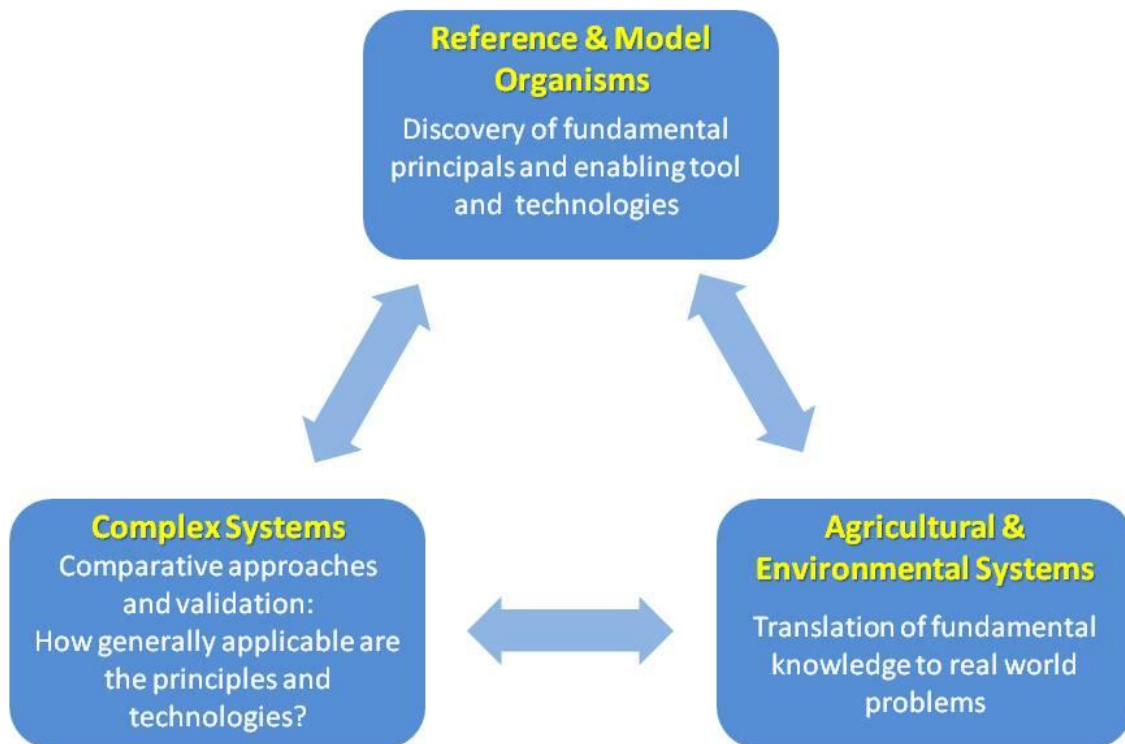 Reference & Model
Organisms
Discovery of fundamental
principals and enabling tool
and technologies
Complex Systems
Comparative approaches
and validation:
How generally applicable are
the principles and
technologies?
Agricultural &
Environmental Systems
Translation of fundamental
knowledge to real world
problems